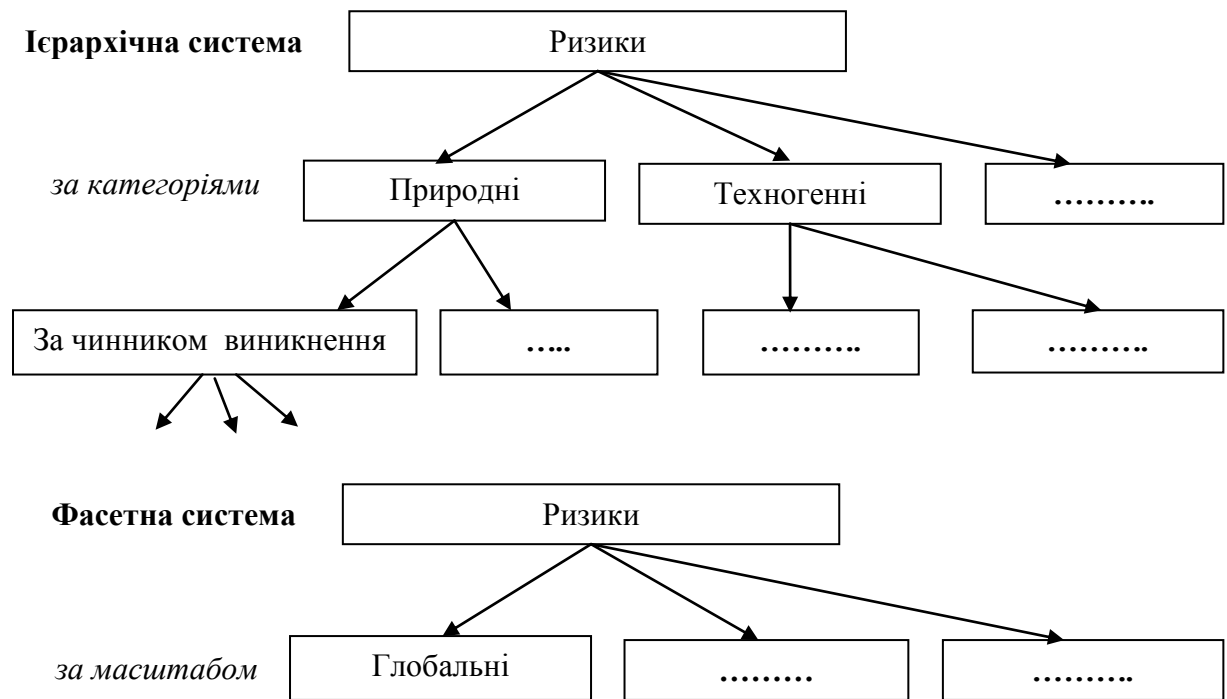 Ієрархічна система
Ризики
за категоріями
Природні
Техногенні
……….
За чинником виникнення
…..
……….
……….
Фасетна система
Ризики
за масштабом
Глобальні
………
……….